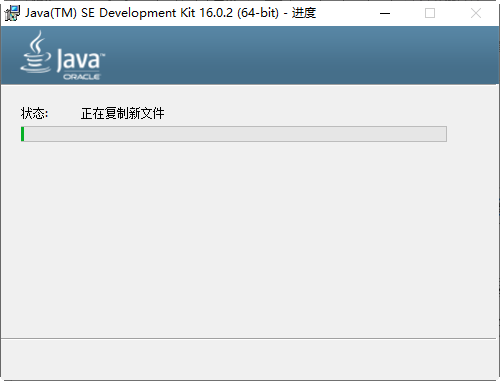 Java(TM) SE Development Kit 16.0.2 (64-bit) - 进度
Java™
ORACLE
状态: 正在复制新文件